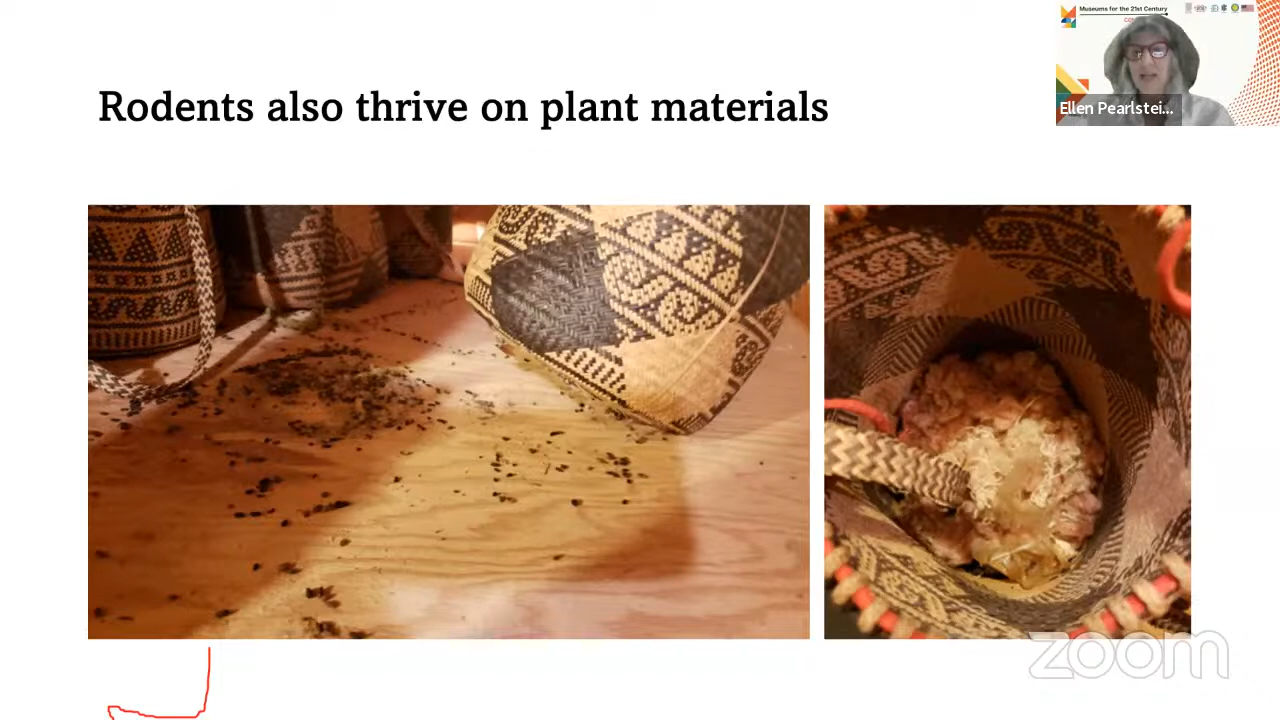 Museums for the 21st Century
Rodents also thrive on plant materials
Ellen Pearlstei...
zoom